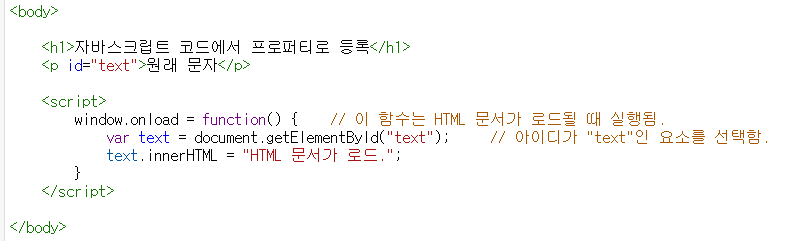 <body>
<h1>자바스크립트 코드에서 프로퍼티로 등록</h1>
<p id="text">원래 문자</p>
<script>
window.onload = function() {    // 이 함수는 HTML 문서가 로드될 때 실행됨.
var text = document.getElementById("text");    // 아이디가 "text"인 요소를 선택함.
text.innerHTML = "HTML 문서가 로드.";
}
</script>
</body>